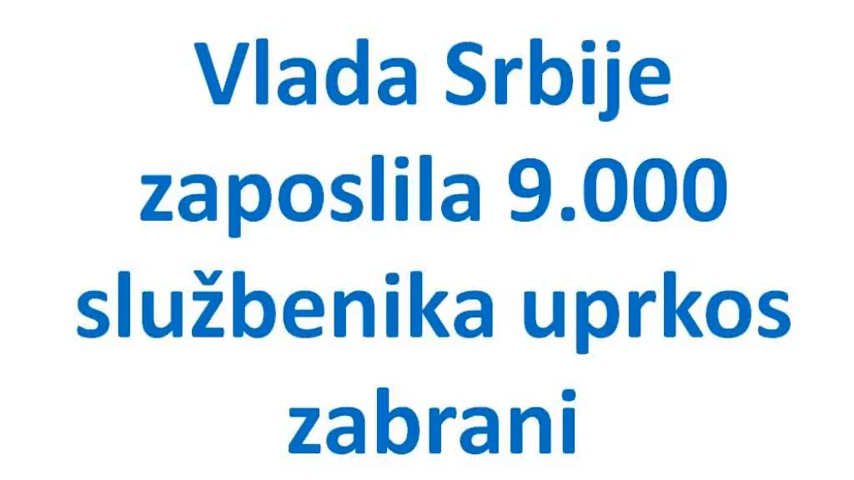 Vlada Srbije
zaposlila 9.000
službenika uprkos
zabrani